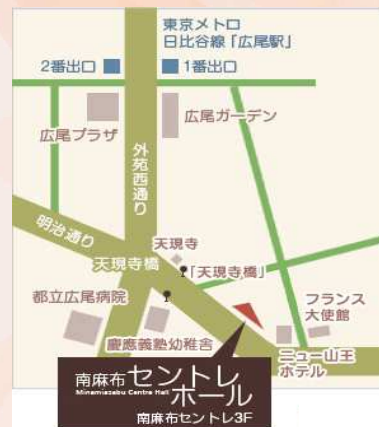 東京メトロ
日比谷線「広尾駅」
2番出口
1番出口
広尾プラザ
広尾ガーデン
外苑西通り
明治通り
天現寺
天現寺橋
「天現寺橋」
都立広尾病院
慶應義塾幼稚舎
フランス
大使館
ニュー山王
ホテル
南麻布セントレ
ホール
Minamiazabu Centre Hall
南麻布セントレ3F